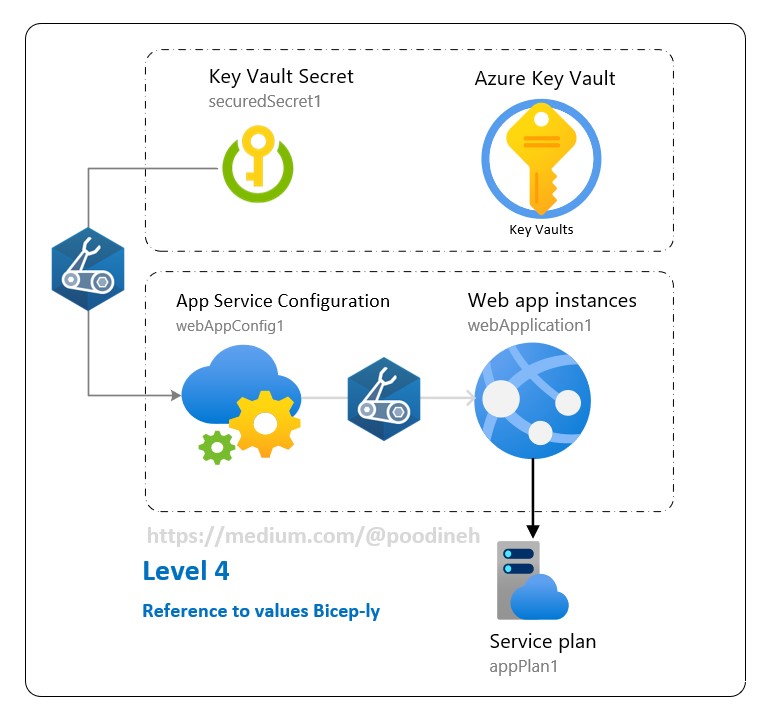 Key Vault Secret
securedSecret1
Azure Key Vault
Key Vaults
App Service Configuration
webAppConfig1
Web app instances
webApplication1
https://medium.com/@poodineh
Level 4
Reference to values Bicep-ly
Service plan
appPlan1